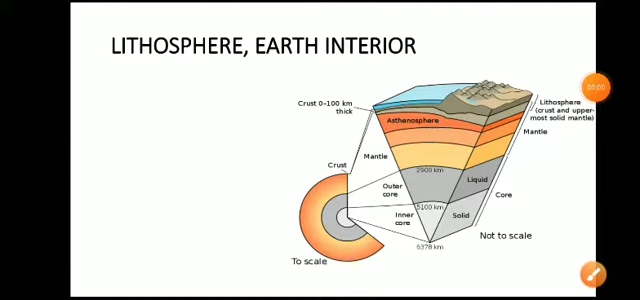 LITHOSPHERE, EARTH INTERIOR
Crust 0-100 km
thick
Asthenosphere
Lithosphere
(crust and upper-
most solid mantle)
Mantle
Mantle
Crust
2900 km
Liquid
Outer
core
Core
5100 km
Inner
core
Solid
Not to scale
6378 km
To scale
00:00